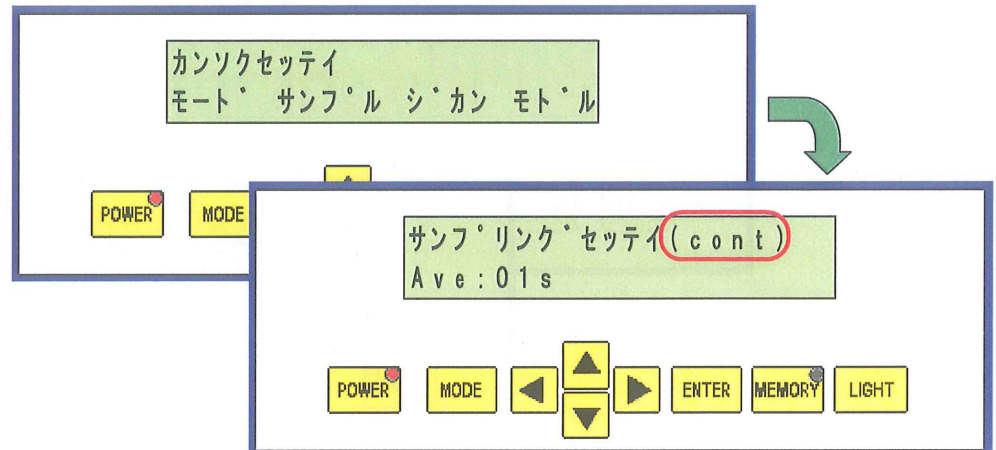 カンソクセッテイ
モート゛ サンフ゜ル シ゛カン モト゛ル
POWER
MODE
サンフ゜リンク゛セッテイ(cont)
Ave:01s
POWER
MODE
ENTER
MEMORY
LIGHT